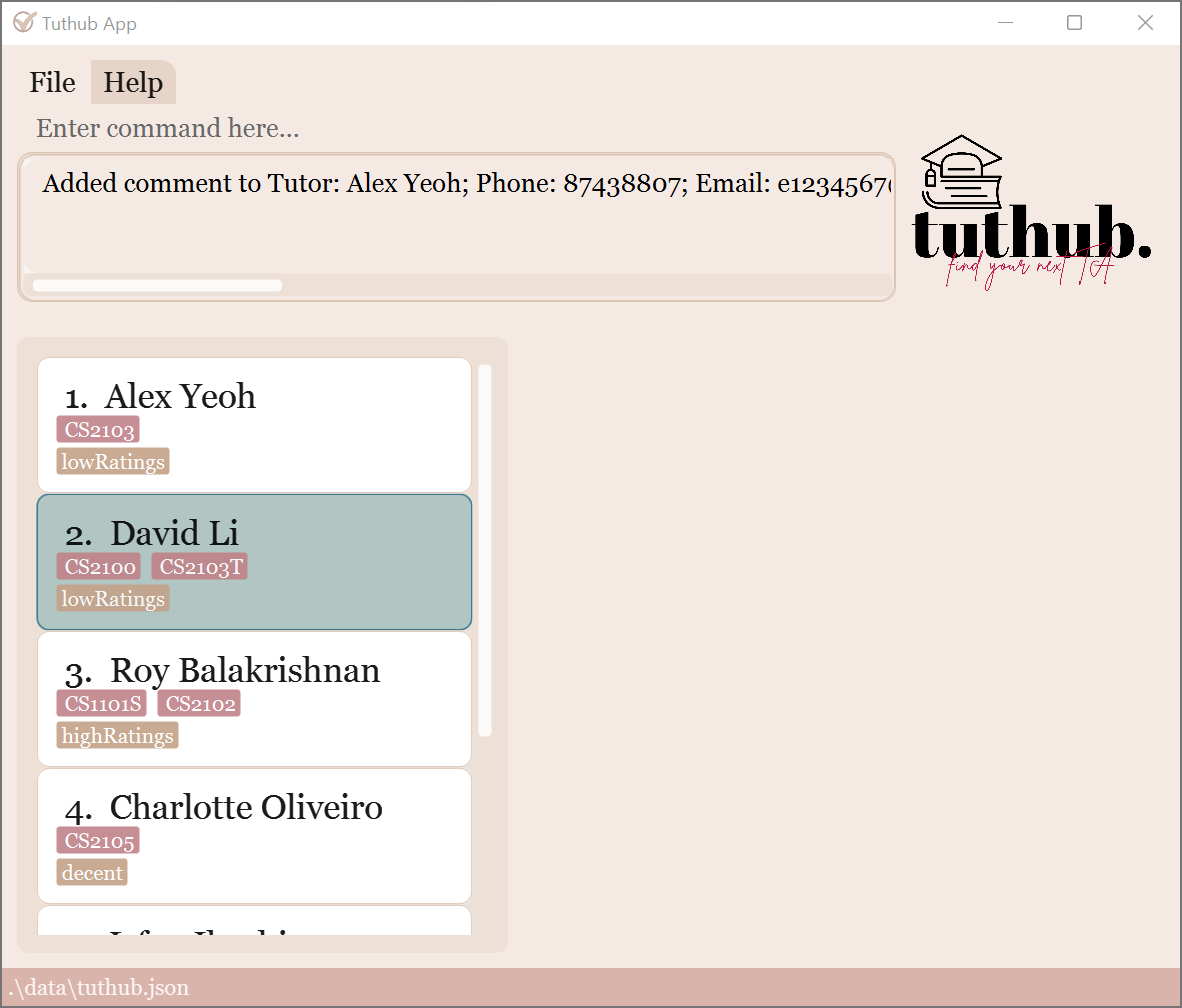 Tuthub App
File Help
Enter command here...
Added comment to Tutor: Alex Yeoh; Phone: 87438807; Email: e1234567
tuthub.
find your next TA
1. Alex Yeoh
CS2103
lowRatings
2. David Li
CS2100 CS2103T
lowRatings
3. Roy Balakrishnan
CS1101S CS2102
highRatings
4. Charlotte Oliveiro
CS2105
decent
.\data\tuthub.json